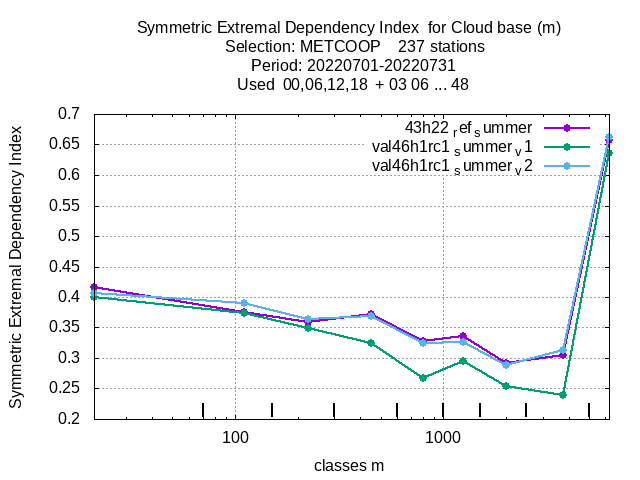 Symmetric Extremal Dependency Index for Cloud base (m)
Selection: METCOOP 237 stations
Period: 20220701-20220731
Used 00,06,12,18 + 03 06 ... 48
43h22 ref summer
val46h1rc1 summer v1
val46h1rc1 summer v2
Symmetric Extremal Dependency Index
0.7
0.65
0.6
0.55
0.5
0.45
0.4
0.35
0.3
0.25
0.2
100 1000
classes m